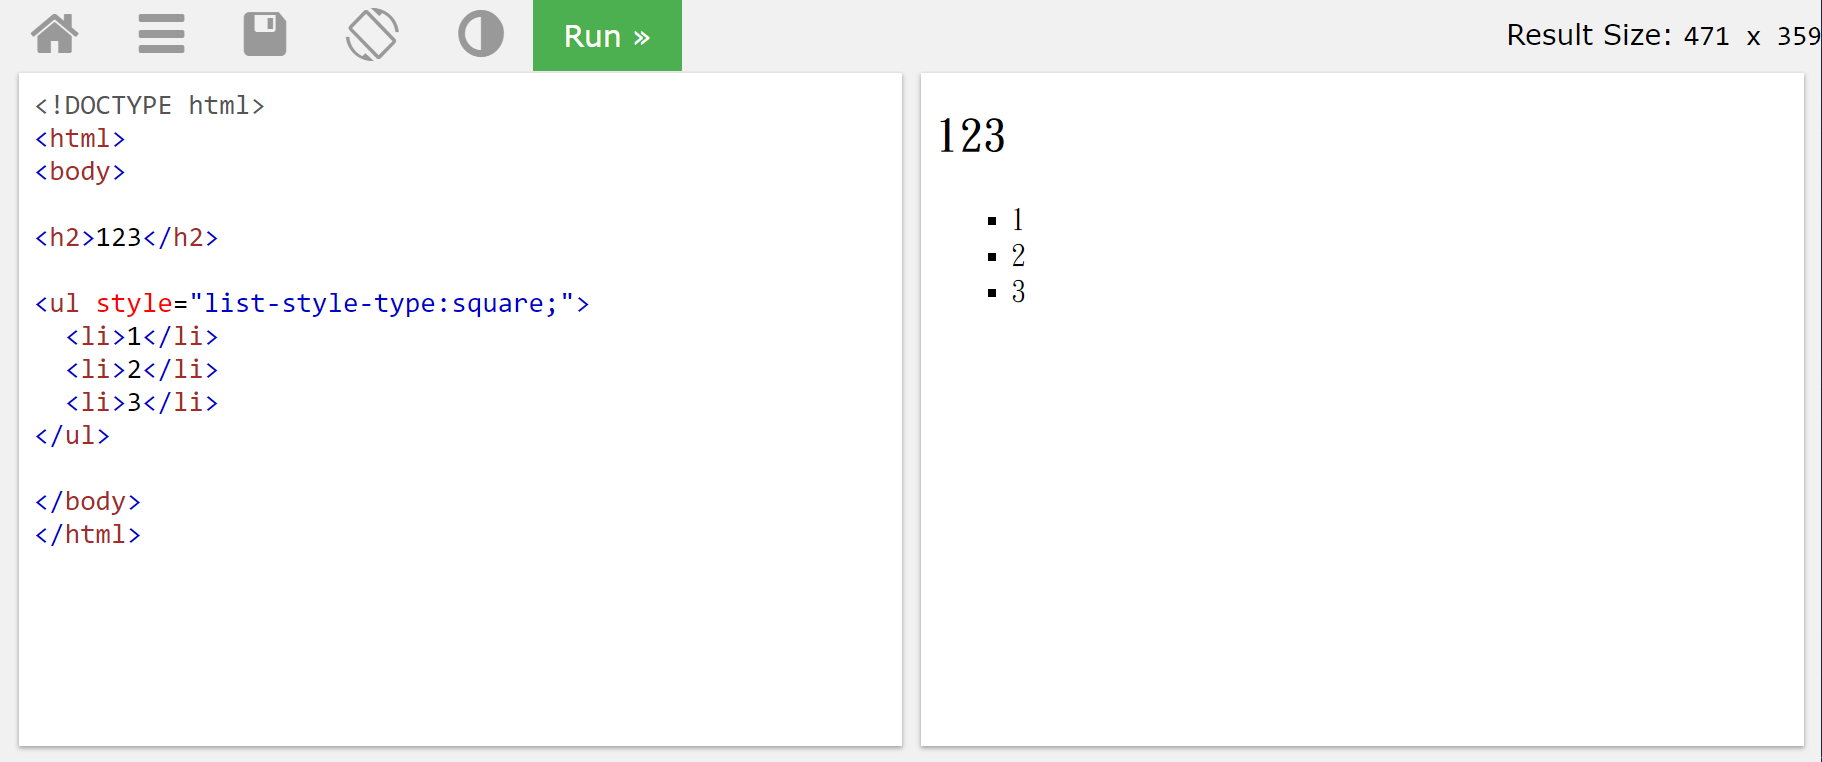 Run »
Result Size: 471 x 359
<!DOCTYPE html>
<html>
<body>
<h2>123</h2>
<ul style="list-style-type:square;">
  <li>1</li>
  <li>2</li>
  <li>3</li>
</ul>
</body>
</html>
123
1
2
3